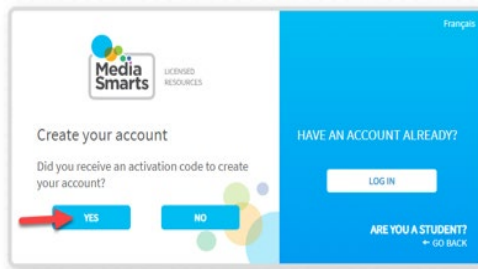 Media
Smarts
LICENSED
RESOURCES
Create your account
Did you receive an activation code to create
your account?
YES
NO
Français
HAVE AN ACCOUNT ALREADY?
LOG IN
ARE YOU A STUDENT?
← GO BACK